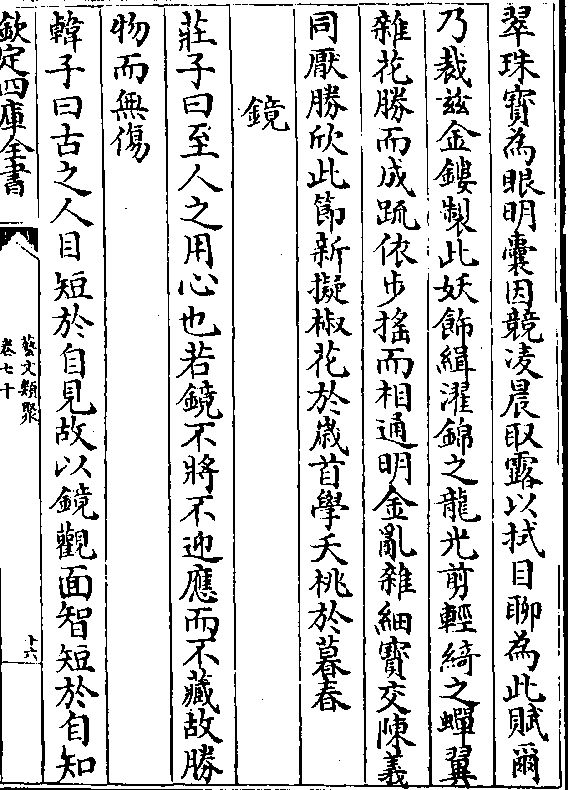 翠珠寳為眼明囊因競凌晨取露以拭目聊為此賦爾
乃裁兹金鏤製此妖飾緝濯錦之龍光剪輕綺之蟬翼
雜花勝而成疏依步揺而相通明金亂雜細寳交陳義
同厭勝欣此節新擬椒花於嵗首學夭桃於暮春
鏡
莊子曰至人之用心也若鏡不將不迎應而不藏故勝
物而無傷
韓子曰古之人目短於自見故以鏡觀面智短於自知
欽定四庫全書
藝文類聚
卷七十
十六